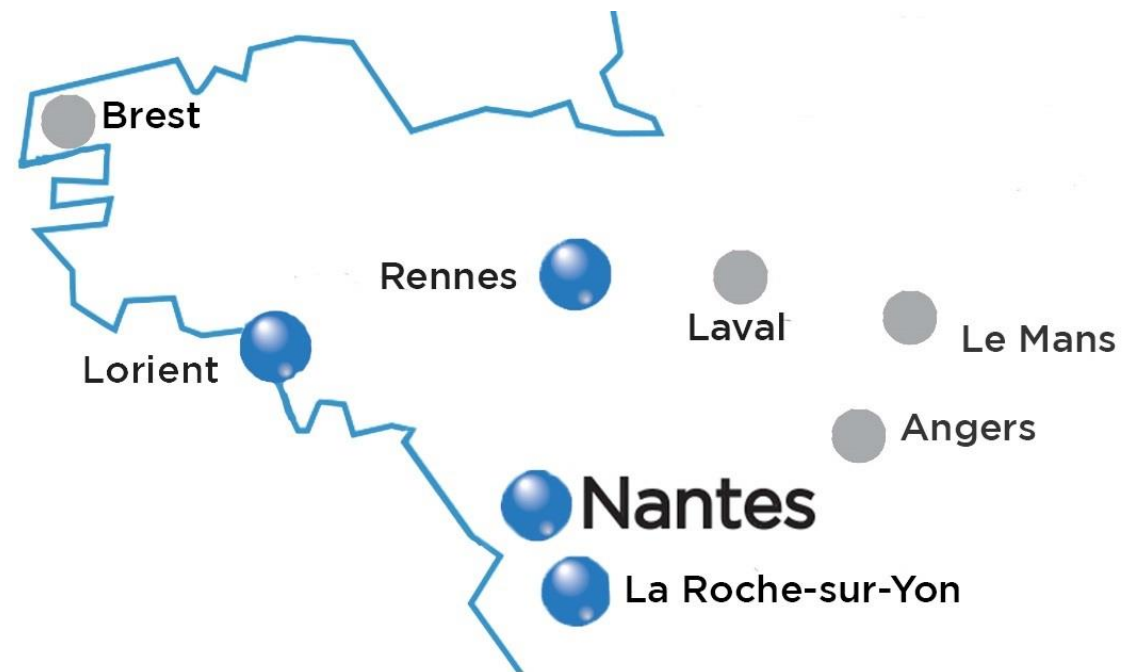 Brest
Rennes
Laval
Le Mans
Lorient
Angers
Nantes
La Roche-sur-Yon